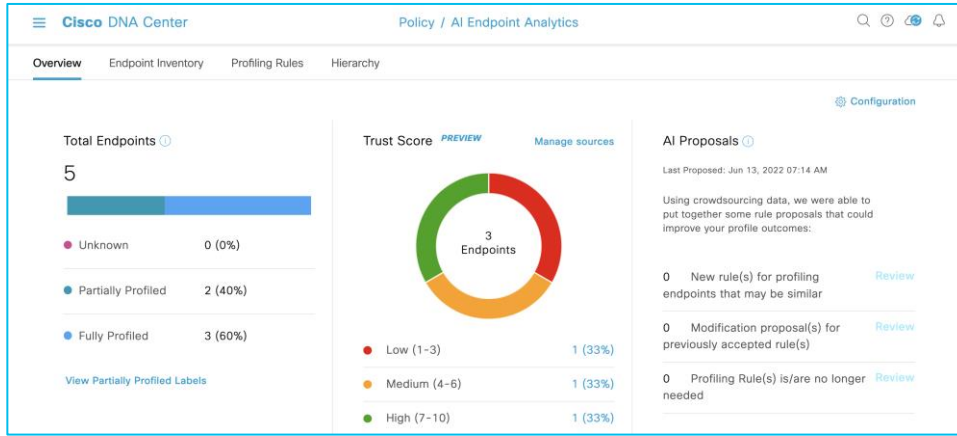 Cisco DNA Center
Policy / AI Endpoint Analytics
Overview
Endpoint Inventory
Profiling Rules
Hierarchy
Configuration
Total Endpoints
5
Unknown 0 (0%)
Partially Profiled 2 (40%)
Fully Profiled 3 (60%)
View Partially Profiled Labels
Trust Score PREVIEW
Manage sources
3
Endpoints
Low (1-3) 1 (33%)
Medium (4-6) 1 (33%)
High (7-10) 1 (33%)
AI Proposals
Last Proposed: Jun 13, 2022 07:14 AM
Using crowdsourcing data, we were able to
put together some rule proposals that could
improve your profile outcomes:
0 New rule(s) for profiling Review
endpoints that may be similar
0 Modification proposal(s) for Review
previously accepted rule(s)
0 Profiling Rule(s) is/are no longer Review
needed